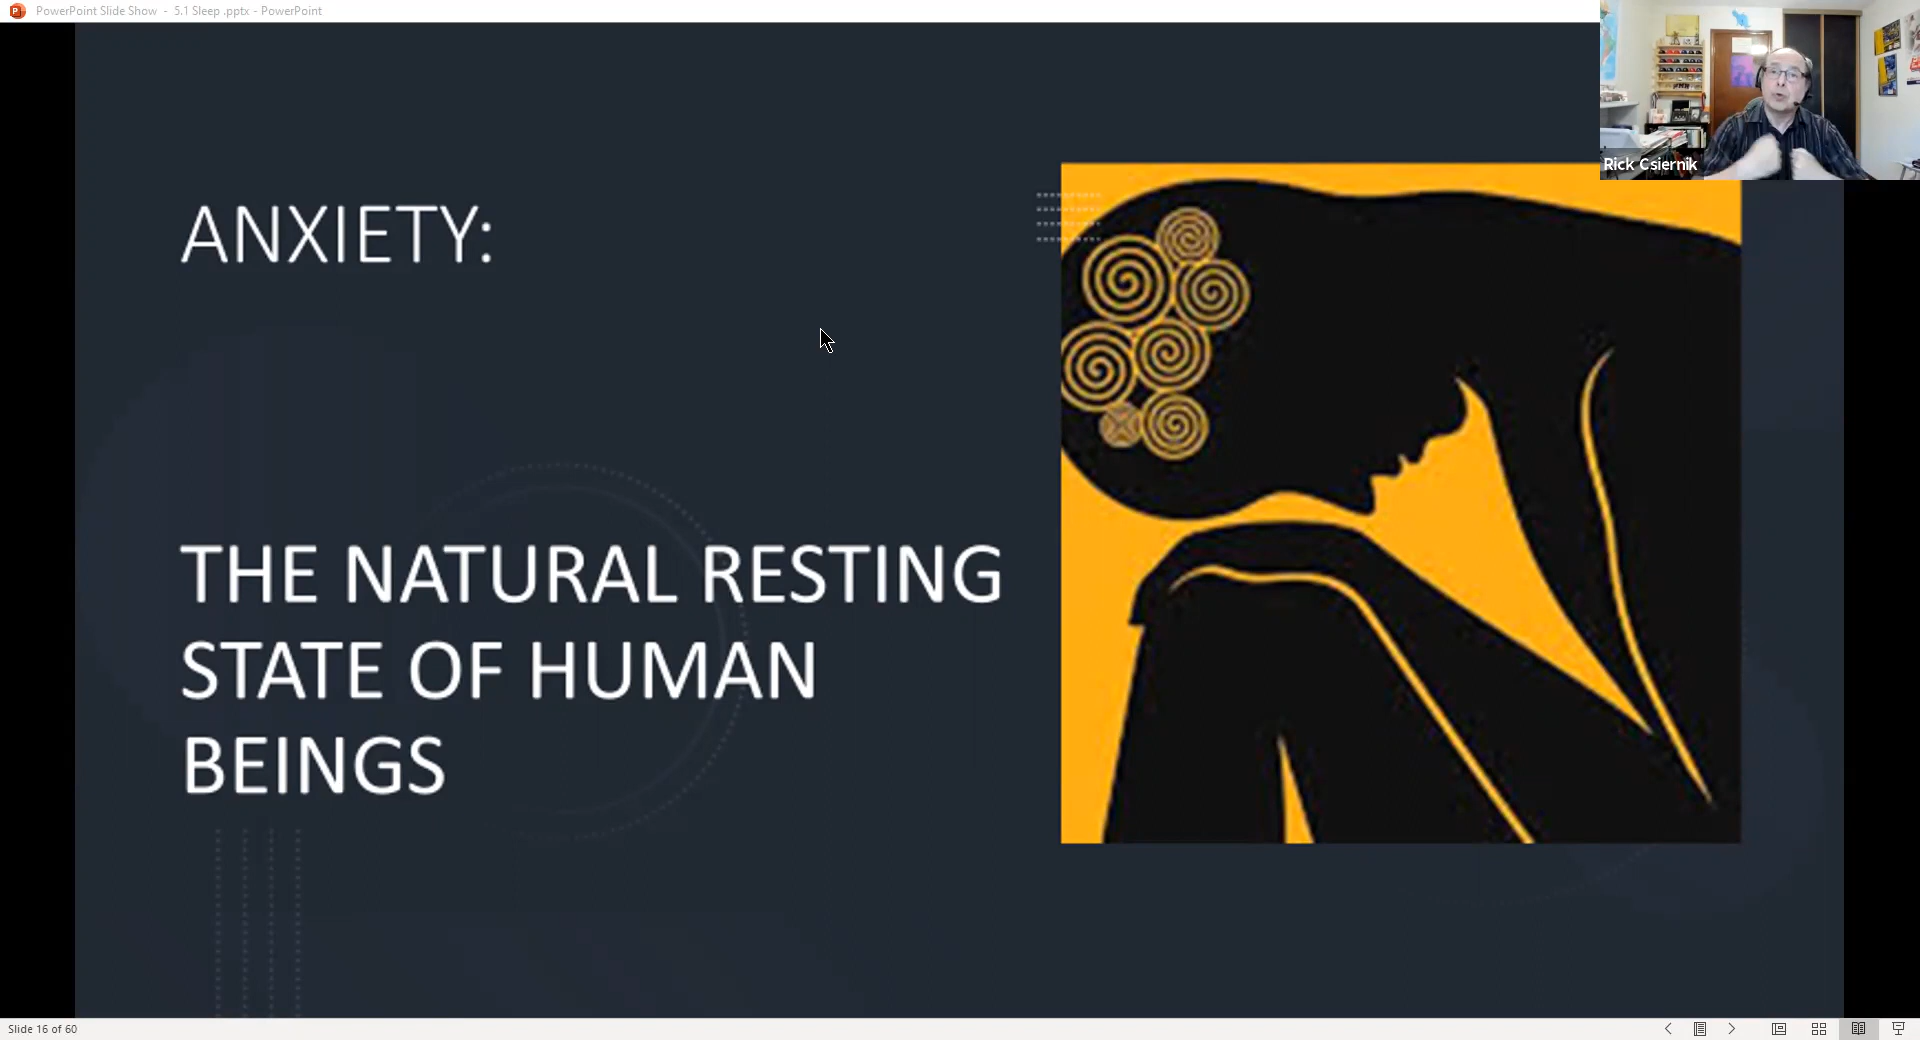 PowerPoint Slide Show - 5.1 Sleep .pptx - PowerPoint
Rick Csiernik
ANXIETY:
THE NATURAL RESTING
STATE OF HUMAN
BEINGS
Slide 16 of 60